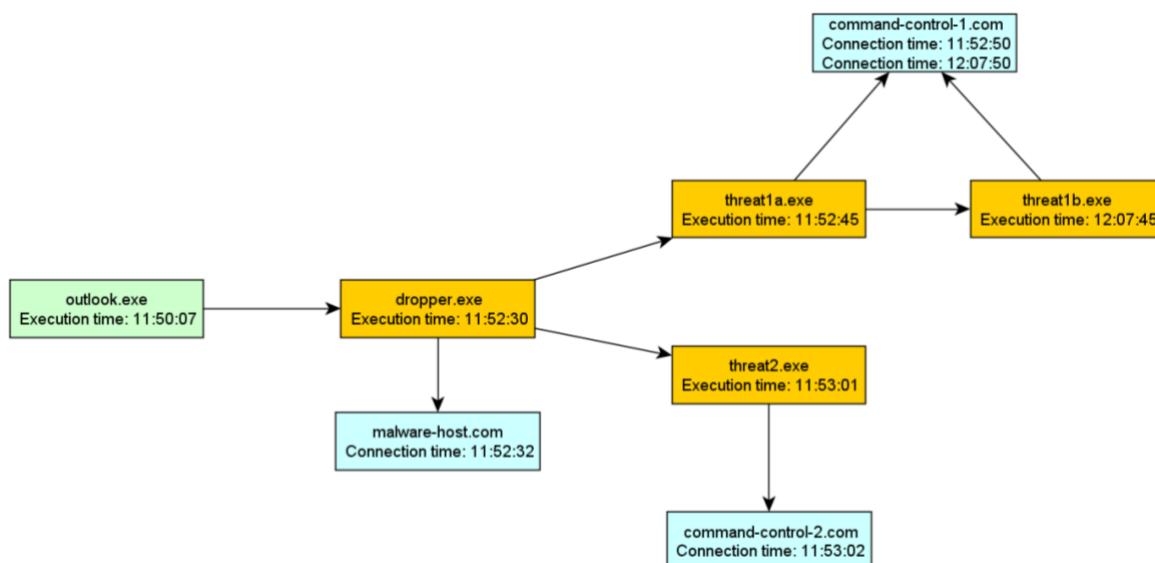 command-control-1.com
Connection time: 11:52:50
Connection time: 12:07:50
threat1a.exe
Execution time: 11:52:45
threat1b.exe
Execution time: 12:07:45
outlook.exe
Execution time: 11:50:07
dropper.exe
Execution time: 11:52:30
threat2.exe
Execution time: 11:53:01
malware-host.com
Connection time: 11:52:32
command-control-2.com
Connection time: 11:53:02